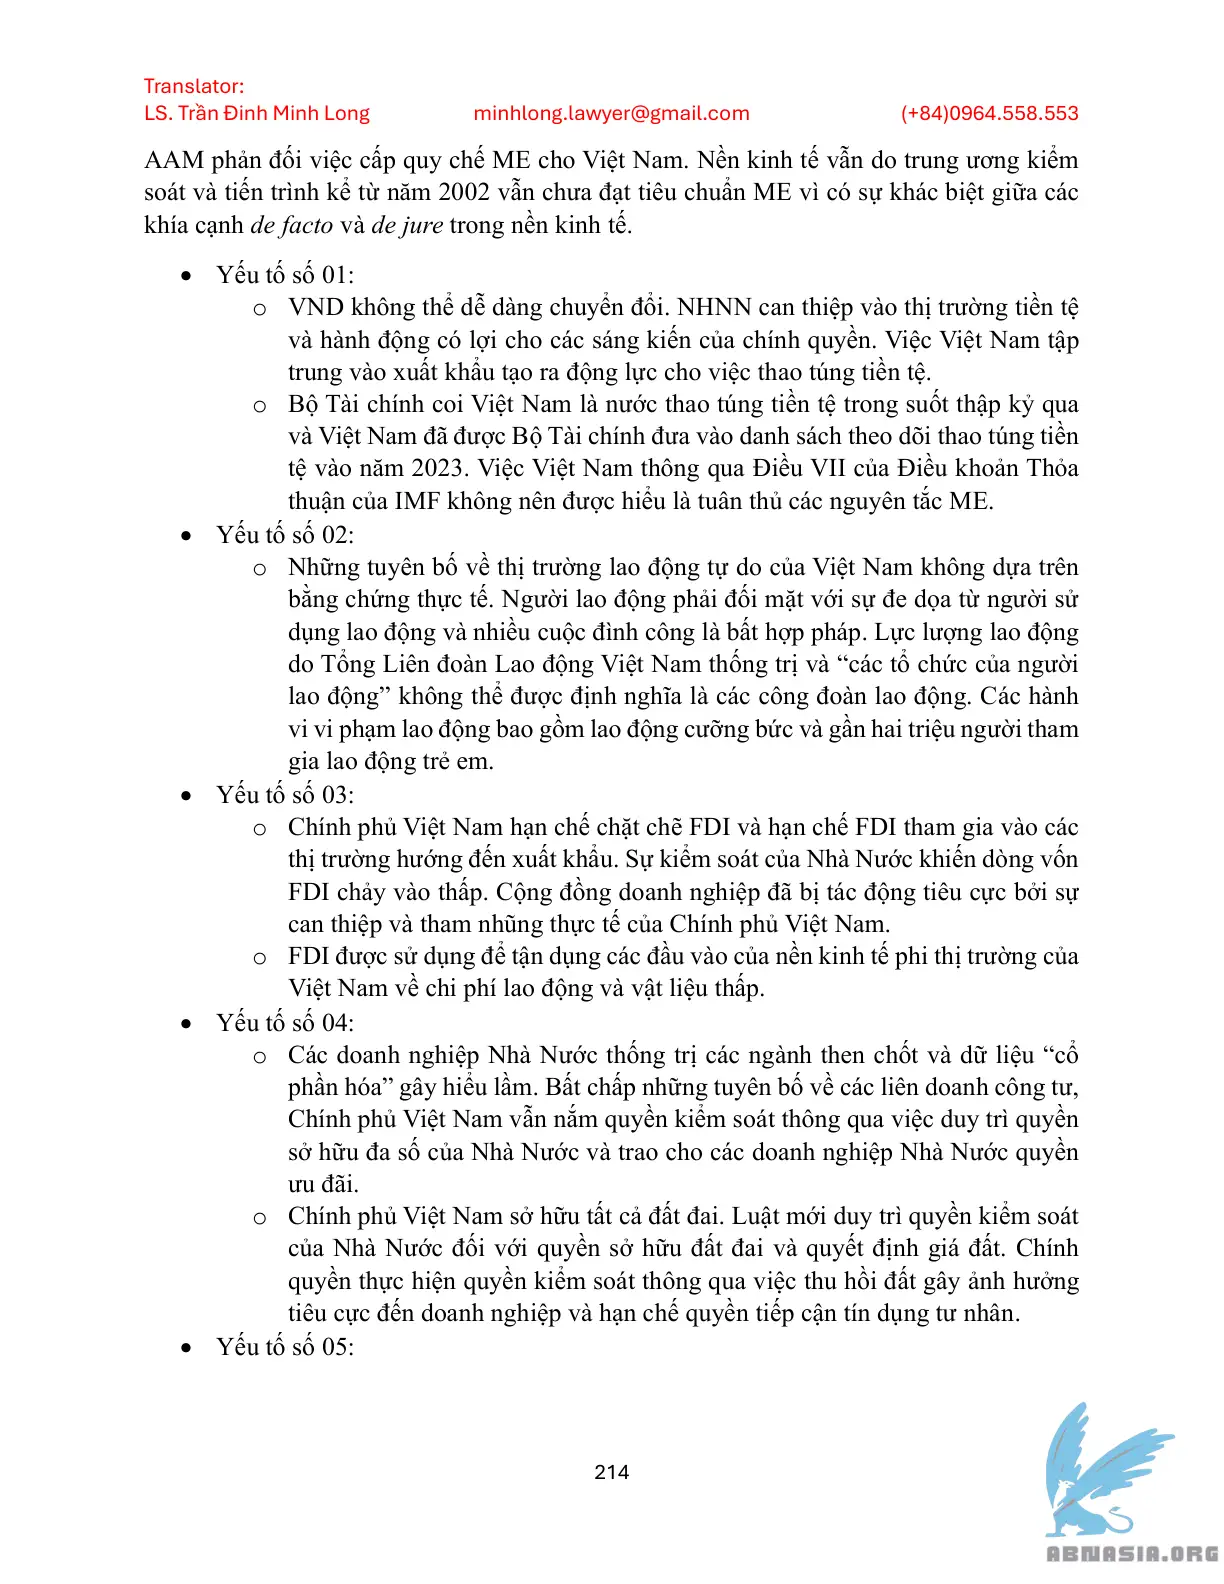 Translator:
LS. Trần Đinh Minh Long minhlong.lawyer@gmail.com (+84)0964.558.553
AAM phản đối việc cấp quy chế ME cho Việt Nam. Nền kinh tế vẫn do trung ương kiểm
soát và tiến trình kể từ năm 2002 vẫn chưa đạt tiêu chuẩn ME vì có sự khác biệt giữa các
khía cạnh de facto và de jure trong nền kinh tế.
• Yếu tố số 01:
o VND không thể dễ dàng chuyển đổi. NHNN can thiệp vào thị trường tiền tệ
và hành động có lợi cho các sáng kiến của chính quyền. Việc Việt Nam tập
trung vào xuất khẩu tạo ra động lực cho việc thao túng tiền tệ.
o Bộ Tài chính coi Việt Nam là nước thao túng tiền tệ trong suốt thập kỷ qua
và Việt Nam đã được Bộ Tài chính đưa vào danh sách theo dõi thao túng tiền
tệ vào năm 2023. Việc Việt Nam thông qua Điều VII của Điều khoản Thỏa
thuận của IMF không nên được hiểu là tuân thủ các nguyên tắc ME.
• Yếu tố số 02:
o Những tuyên bố về thị trường lao động tự do của Việt Nam không dựa trên
bằng chứng thực tế. Người lao động phải đối mặt với sự đe dọa từ người sử
dụng lao động và nhiều cuộc đình công là bất hợp pháp. Lực lượng lao động
do Tổng Liên đoàn Lao động Việt Nam thống trị và “các tổ chức của người
lao động” không thể được định nghĩa là các công đoàn lao động. Các hành
vi vi phạm lao động bao gồm lao động cưỡng bức và gần hai triệu người tham
gia lao động trẻ em.
• Yếu tố số 03:
o Chính phủ Việt Nam hạn chế chặt chẽ FDI và hạn chế FDI tham gia vào các
thị trường hướng đến xuất khẩu. Sự kiểm soát của Nhà Nước khiến dòng vốn
FDI chảy vào thấp. Cộng đồng doanh nghiệp đã bị tác động tiêu cực bởi sự
can thiệp và tham nhũng thực tế của Chính phủ Việt Nam.
o FDI được sử dụng để tận dụng các đầu vào của nền kinh tế phi thị trường của
Việt Nam về chi phí lao động và vật liệu thấp.
• Yếu tố số 04:
o Các doanh nghiệp Nhà Nước thống trị các ngành then chốt và dữ liệu “cổ
phần hóa” gây hiểu lầm. Bất chấp những tuyên bố về các liên doanh công tư,
Chính phủ Việt Nam vẫn nắm quyền kiểm soát thông qua việc duy trì quyền
sở hữu đa số của Nhà Nước và trao cho các doanh nghiệp Nhà Nước quyền
ưu đãi.
o Chính phủ Việt Nam sở hữu tất cả đất đai. Luật mới duy trì quyền kiểm soát
của Nhà Nước đối với quyền sở hữu đất đai và quyết định giá đất. Chính
quyền thực hiện quyền kiểm soát thông qua việc thu hồi đất gây ảnh hưởng
tiêu cực đến doanh nghiệp và hạn chế quyền tiếp cận tín dụng tư nhân.
• Yếu tố số 05:
214
ABNASIA.ORG